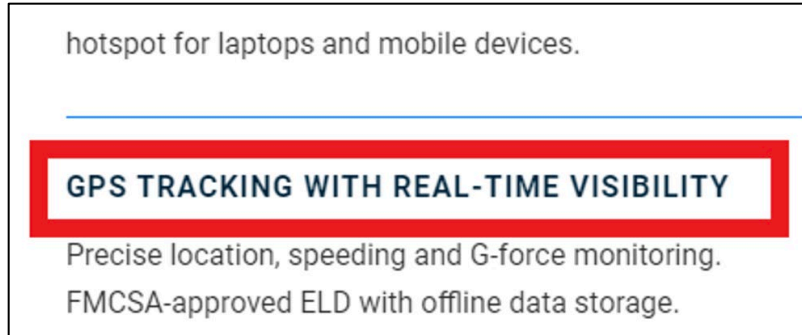 hotspot for laptops and mobile devices.
GPS TRACKING WITH REAL-TIME VISIBILITY
Precise location, speeding and G-force monitoring.
FMCSA-approved ELD with offline data storage.